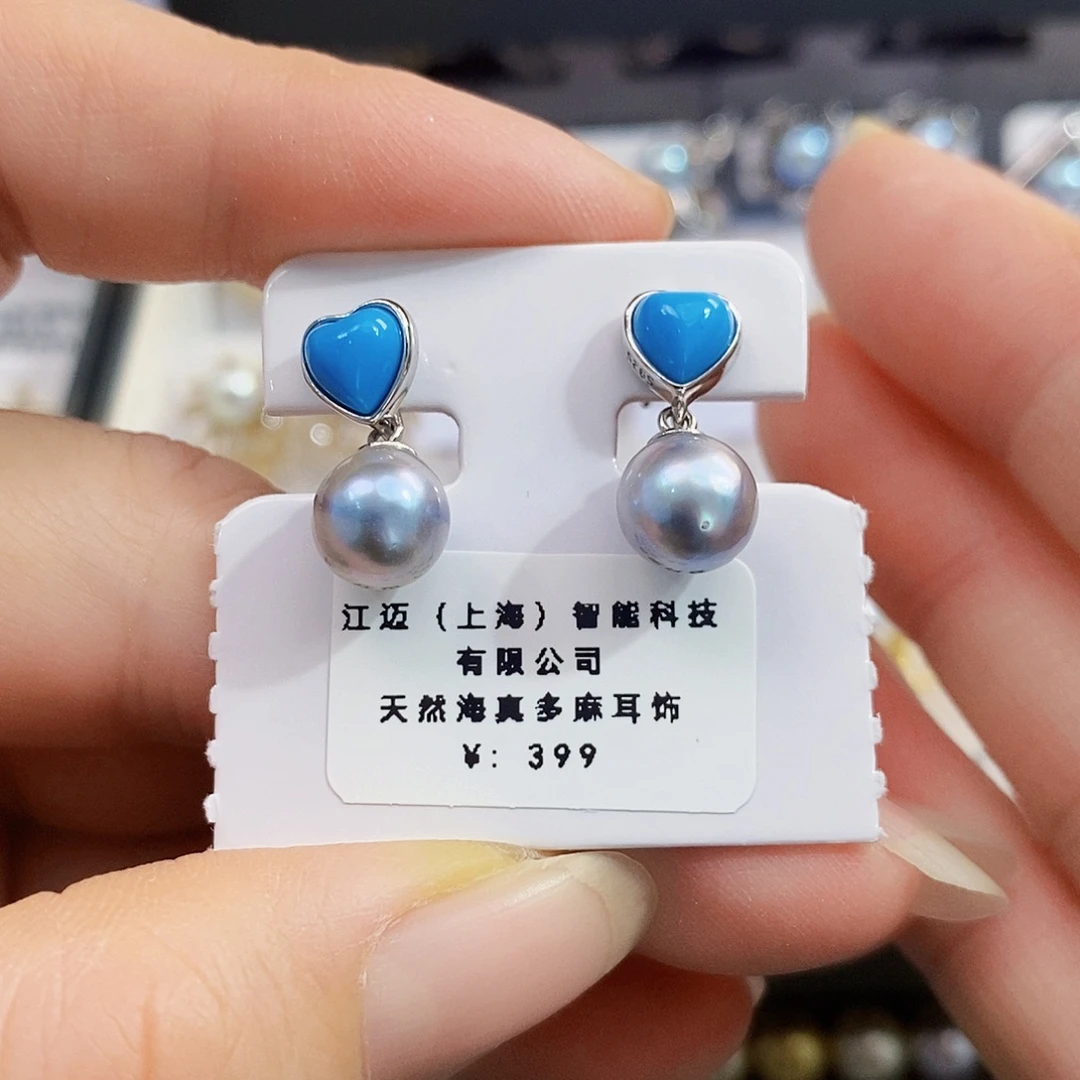 江迈（上海）智能科技
有限公司
天然海真多麻耳饰
¥: 399